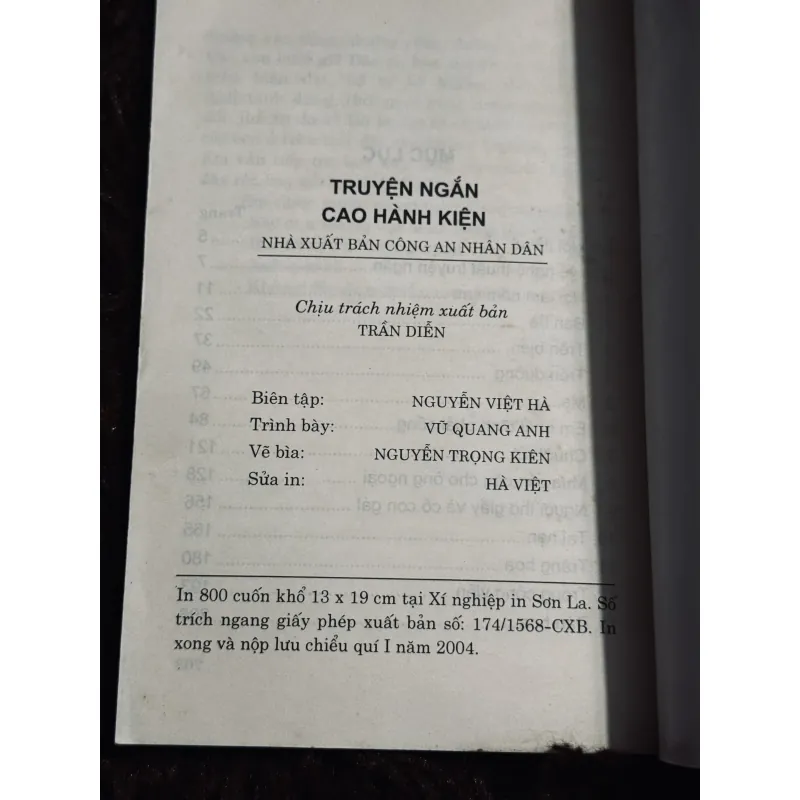 TRUYỆN NGẮN
CAO HÀNH KIỆN
NHÀ XUẤT BẢN CÔNG AN NHÂN DÂN
Chịu trách nhiệm xuất bản
TRẦN DIỄN
Biên tập: NGUYỄN VIỆT HÀ
Trình bày: VŨ QUANG ANH
Vẽ bìa: NGUYỄN TRỌNG KIÊN
Sửa in: HÀ VIỆT
In 800 cuốn khổ 13 x 19 cm tại Xí nghiệp in Sơn La. Số
trích ngang giấy phép xuất bản số: 174/1568-CXB. In
xong và nộp lưu chiểu quí I năm 2004.